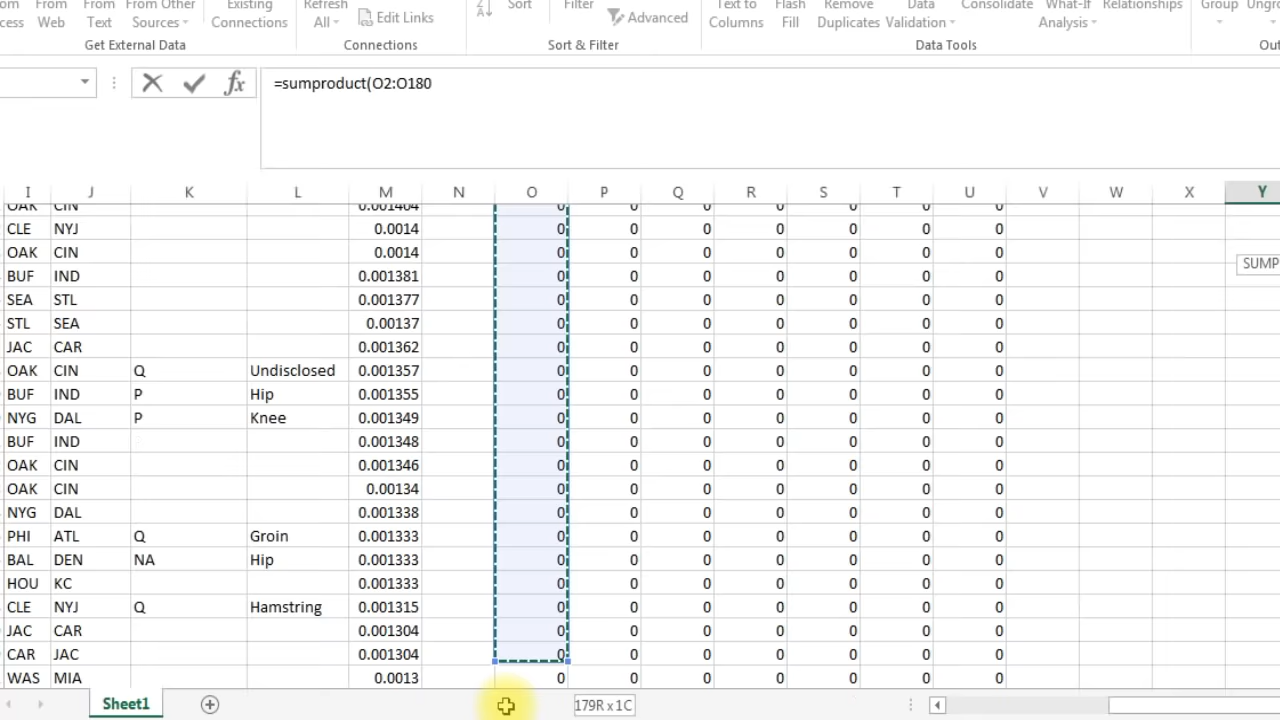 From Other Existing Refresh Sort Filter Text to Flash Remove Data Consolidate What-If Relationships Group
Web Text Sources Connections All Edit Links Advanced Columns Fill Duplicates Validation Analysis
Get External Data Connections Sort & Filter Data Tools
=sumproduct(O2:O180
I J K L M N O P Q R S T U V W X Y
OAK CIN 0.001404 0 0 0 0 0 0 0
CLE NYJ 0.0014 0 0 0 0 0 0 0
OAK CIN 0.0014 0 0 0 0 0 0 0
BUF IND 0.001381 0 0 0 0 0 0 0
SEA STL 0.001377 0 0 0 0 0 0 0
STL SEA 0.00137 0 0 0 0 0 0 0
JAC CAR 0.001362 0 0 0 0 0 0 0
OAK CIN Q Undisclosed 0.001357 0 0 0 0 0 0 0
BUF IND P Hip 0.001355 0 0 0 0 0 0 0
NYG DAL P Knee 0.001349 0 0 0 0 0 0 0
BUF IND 0.001348 0 0 0 0 0 0 0
OAK CIN 0.001346 0 0 0 0 0 0 0
OAK CIN 0.00134 0 0 0 0 0 0 0
NYG DAL 0.001338 0 0 0 0 0 0 0
PHI ATL Q Groin 0.001333 0 0 0 0 0 0 0
BAL DEN NA Hip 0.001333 0 0 0 0 0 0 0
HOU KC 0.001333 0 0 0 0 0 0 0
CLE NYJ Q Hamstring 0.001315 0 0 0 0 0 0 0
JAC CAR 0.001304 0 0 0 0 0 0 0
CAR JAC 0.001304 0 0 0 0 0 0 0
WAS MIA 0.0013 0 0 0 0 0 0 0
Sheet1 179R x 1C